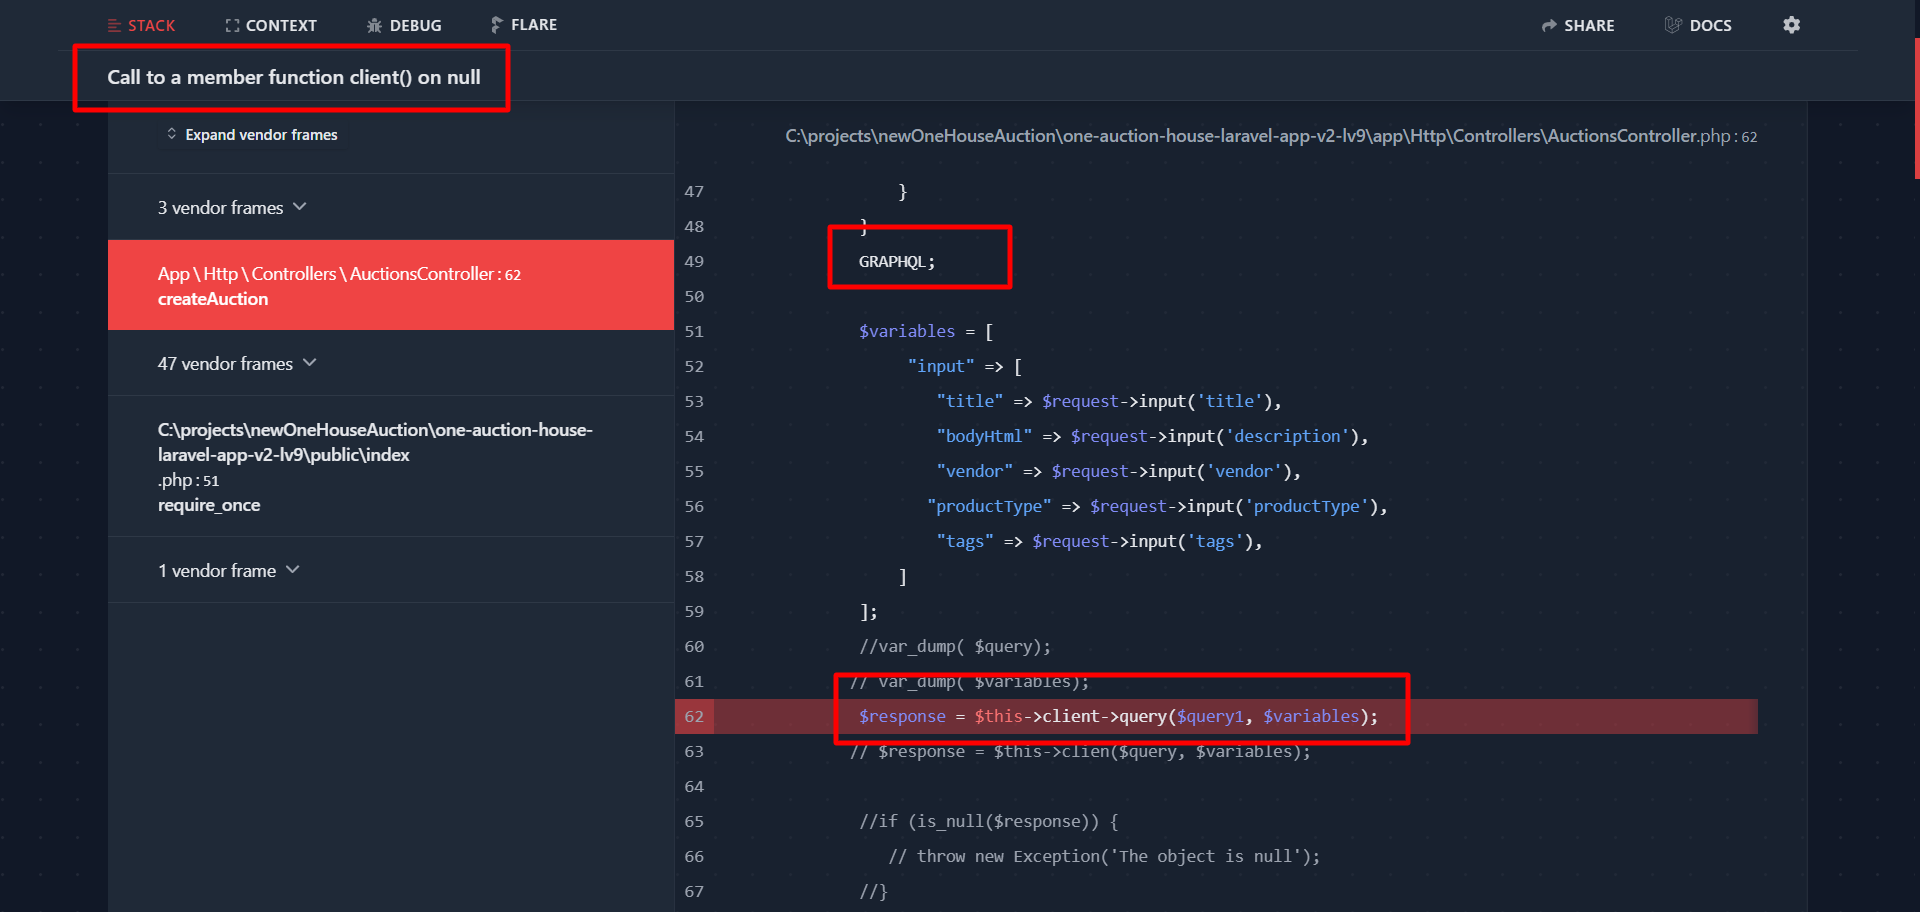 STACK CONTEXT DEBUG FLARE SHARE DOCS
Call to a member function client() on null
Expand vendor frames
3 vendor frames
App\Http\Controllers\AuctionsController:62
createAuction
47 vendor frames
C:\projects\newOneHouseAuction\one-auction-house-
laravel-app-v2-lv9\public\index
.php:51
require_once
1 vendor frame
C:\projects\newOneHouseAuction\one-auction-house-laravel-app-v2-lv9\app\Http\Controllers\AuctionsController.php:62
47 }
48 }
49 GRAPHQL;
50
51 $variables = [
52 "input" => [
53 "title" => $request->input('title'),
54 "bodyHtml" => $request->input('description'),
55 "vendor" => $request->input('vendor'),
56 "productType" => $request->input('productType'),
57 "tags" => $request->input('tags'),
58 ]
59 ];
60 //var_dump( $query);
61 // var_dump( $variables);
62 $response = $this->client->query($query1, $variables);
63 // $response = $this->clien($query, $variables);
64
65 //if (is_null($response)) {
66 // throw new Exception('The object is null');
67 //}